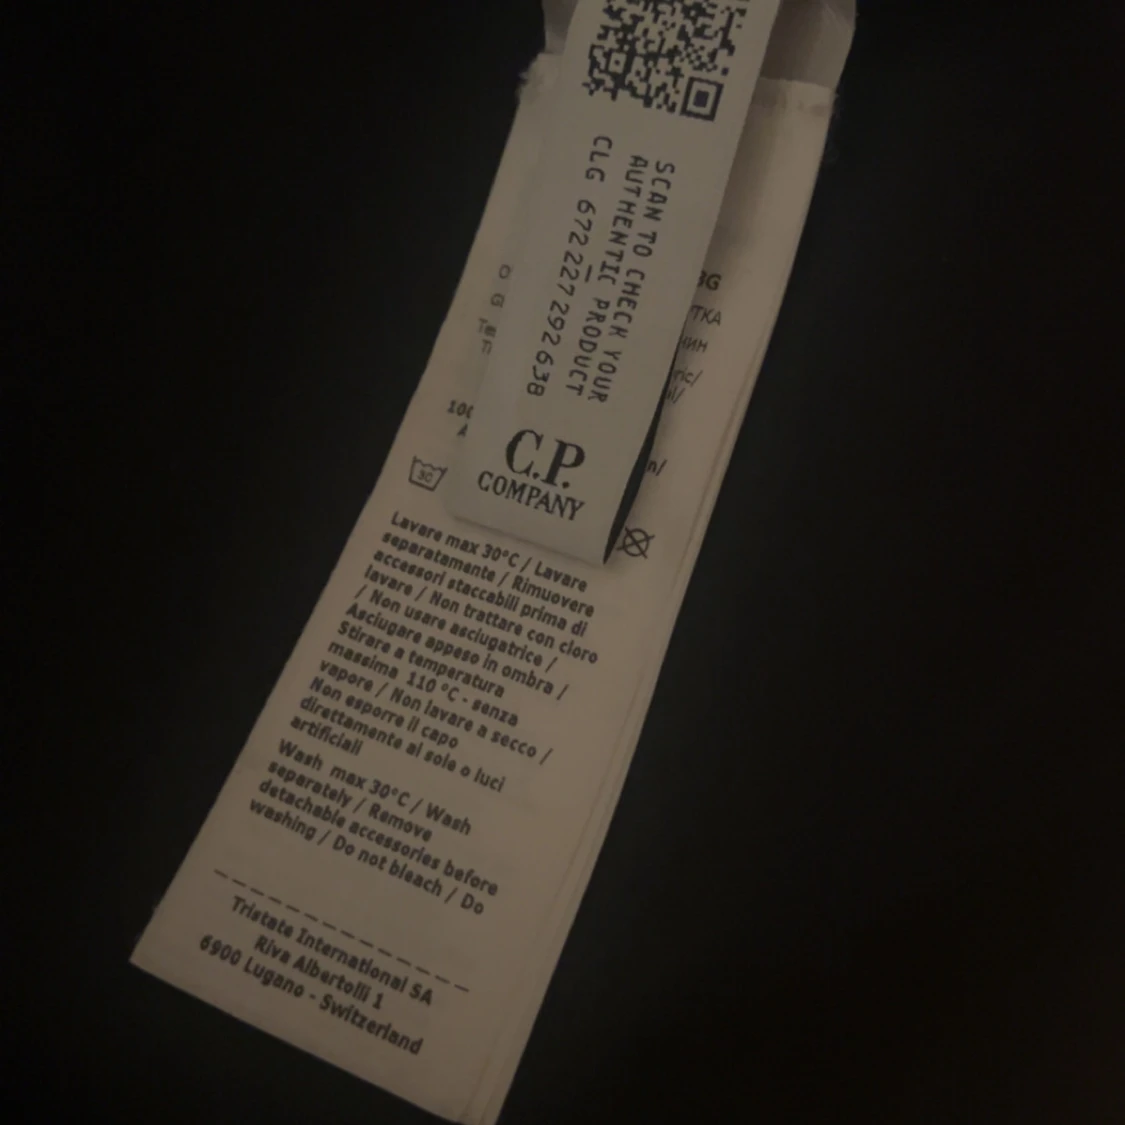 SCAN TO CHECK YOUR
AUTHENTIC PRODUCT
CLG 672227292638
C.P.
COMPANY
30
Lavare max 30°C / Lavare
separatamente / Rimuovere
accessori staccabili prima di
lavare / Non trattare con cloro
/ Non usare asciugatrice /
Asciugare appeso in ombra /
Stirare a temperatura
massima 110 °C - senza
vapore / Non lavare a secco /
Non esporre il capo
direttamente al sole o luci
artificiali
Wash max 30°C / Wash
separately / Remove
detachable accessories before
washing / Do not bleach / Do
Tristate International SA
Riva Albertolli 1
6900 Lugano - Switzerland